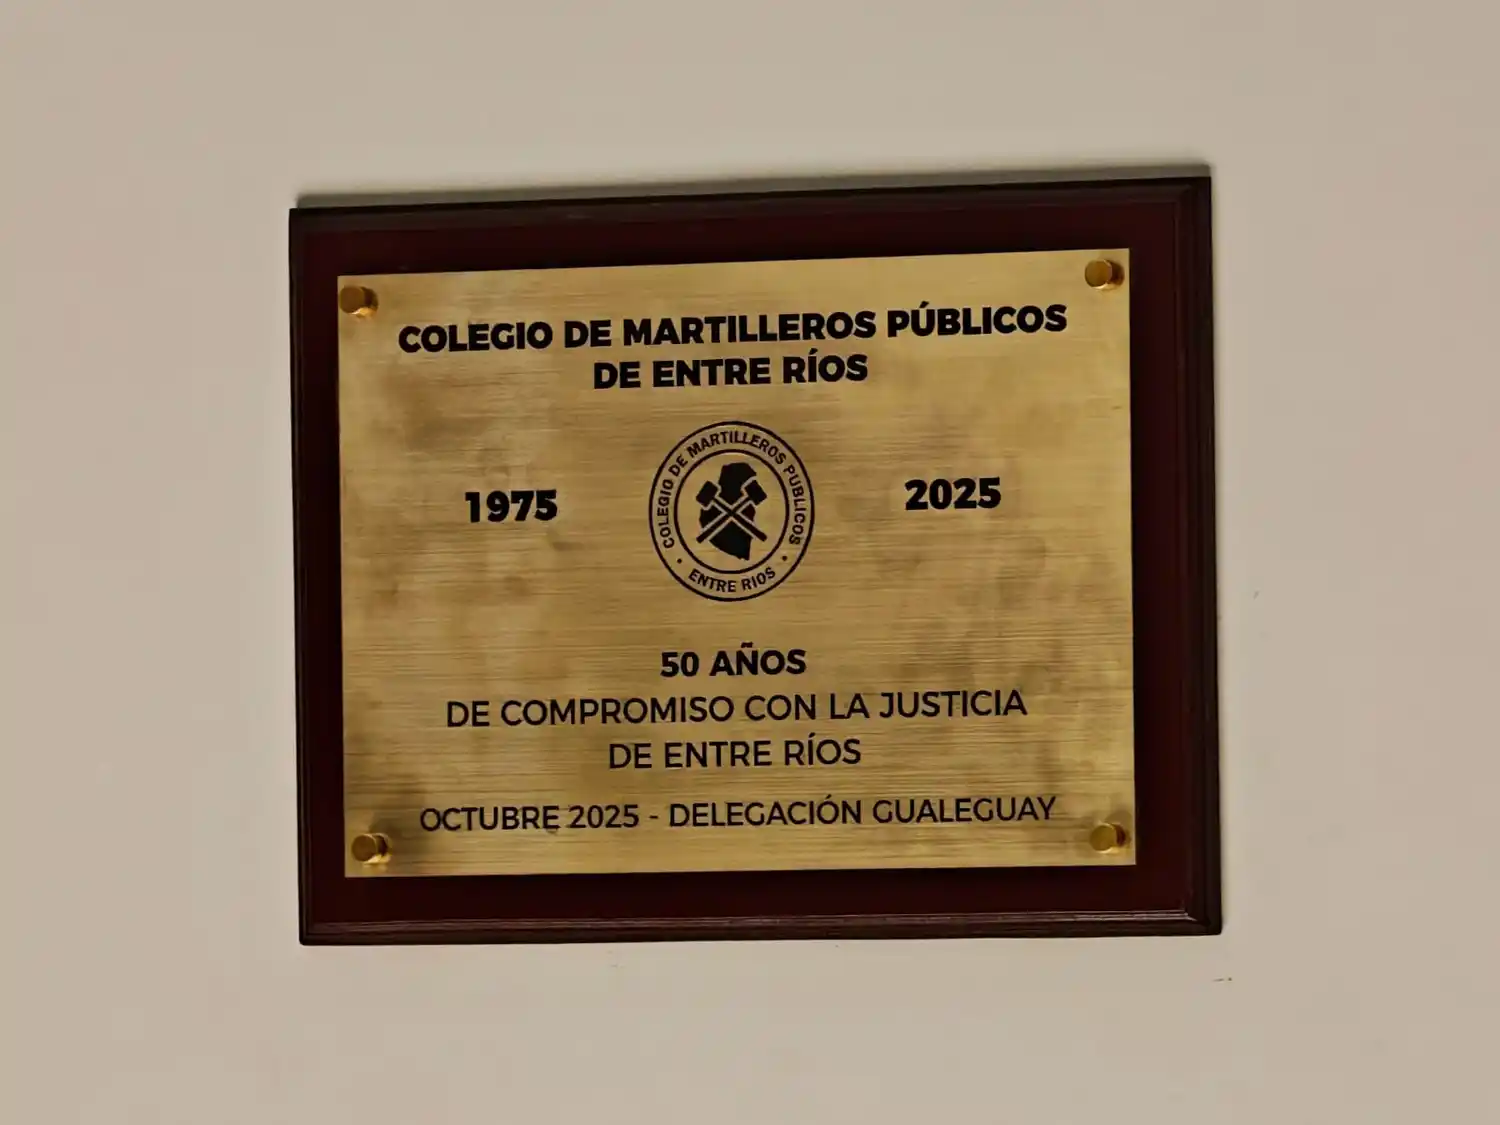 COLEGIO DE MARTILLEROS PÚBLICOS
DE ENTRE RÍOS
1975
COLEGIO DE MARTILLEROS PUBLICOS
• ENTRE RIOS •
2025
50 AÑOS
DE COMPROMISO CON LA JUSTICIA
DE ENTRE RÍOS
OCTUBRE 2025 - DELEGACIÓN GUALEGUAY